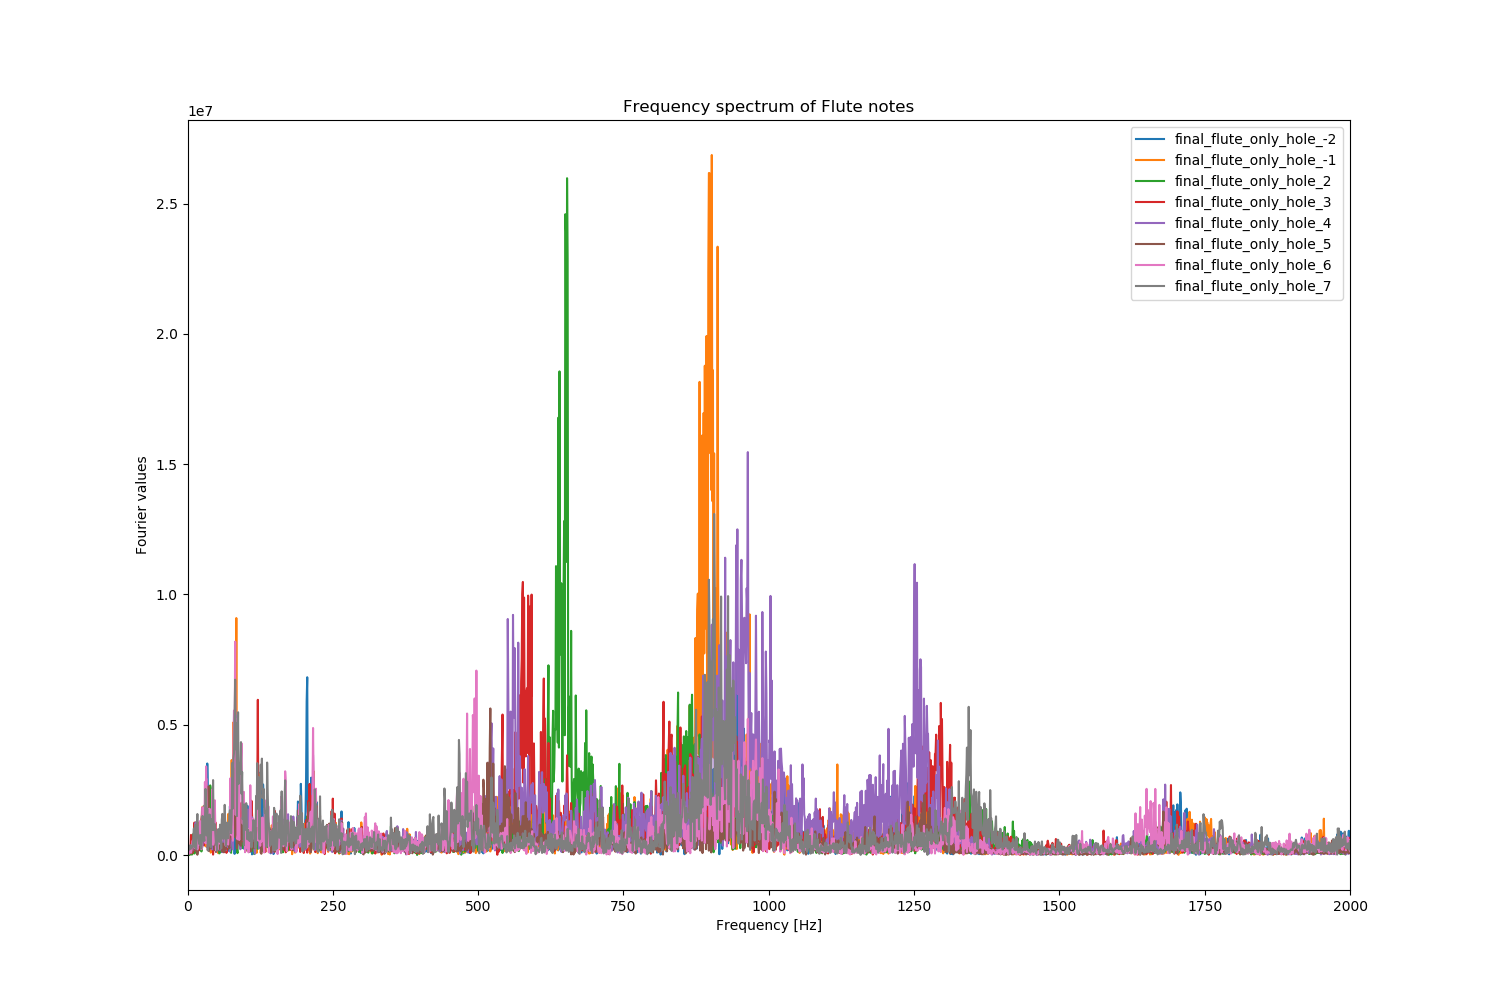 Frequency spectrum of Flute notes
1e7
final_flute_only_hole_-2
final_flute_only_hole_-1
final_flute_only_hole_2
final_flute_only_hole_3
final_flute_only_hole_4
final_flute_only_hole_5
final_flute_only_hole_6
final_flute_only_hole_7
2.5
2.0
1.5
1.0
0.5
0.0
Fourier values
0 250 500 750 1000 1250 1500 1750 2000
Frequency [Hz]